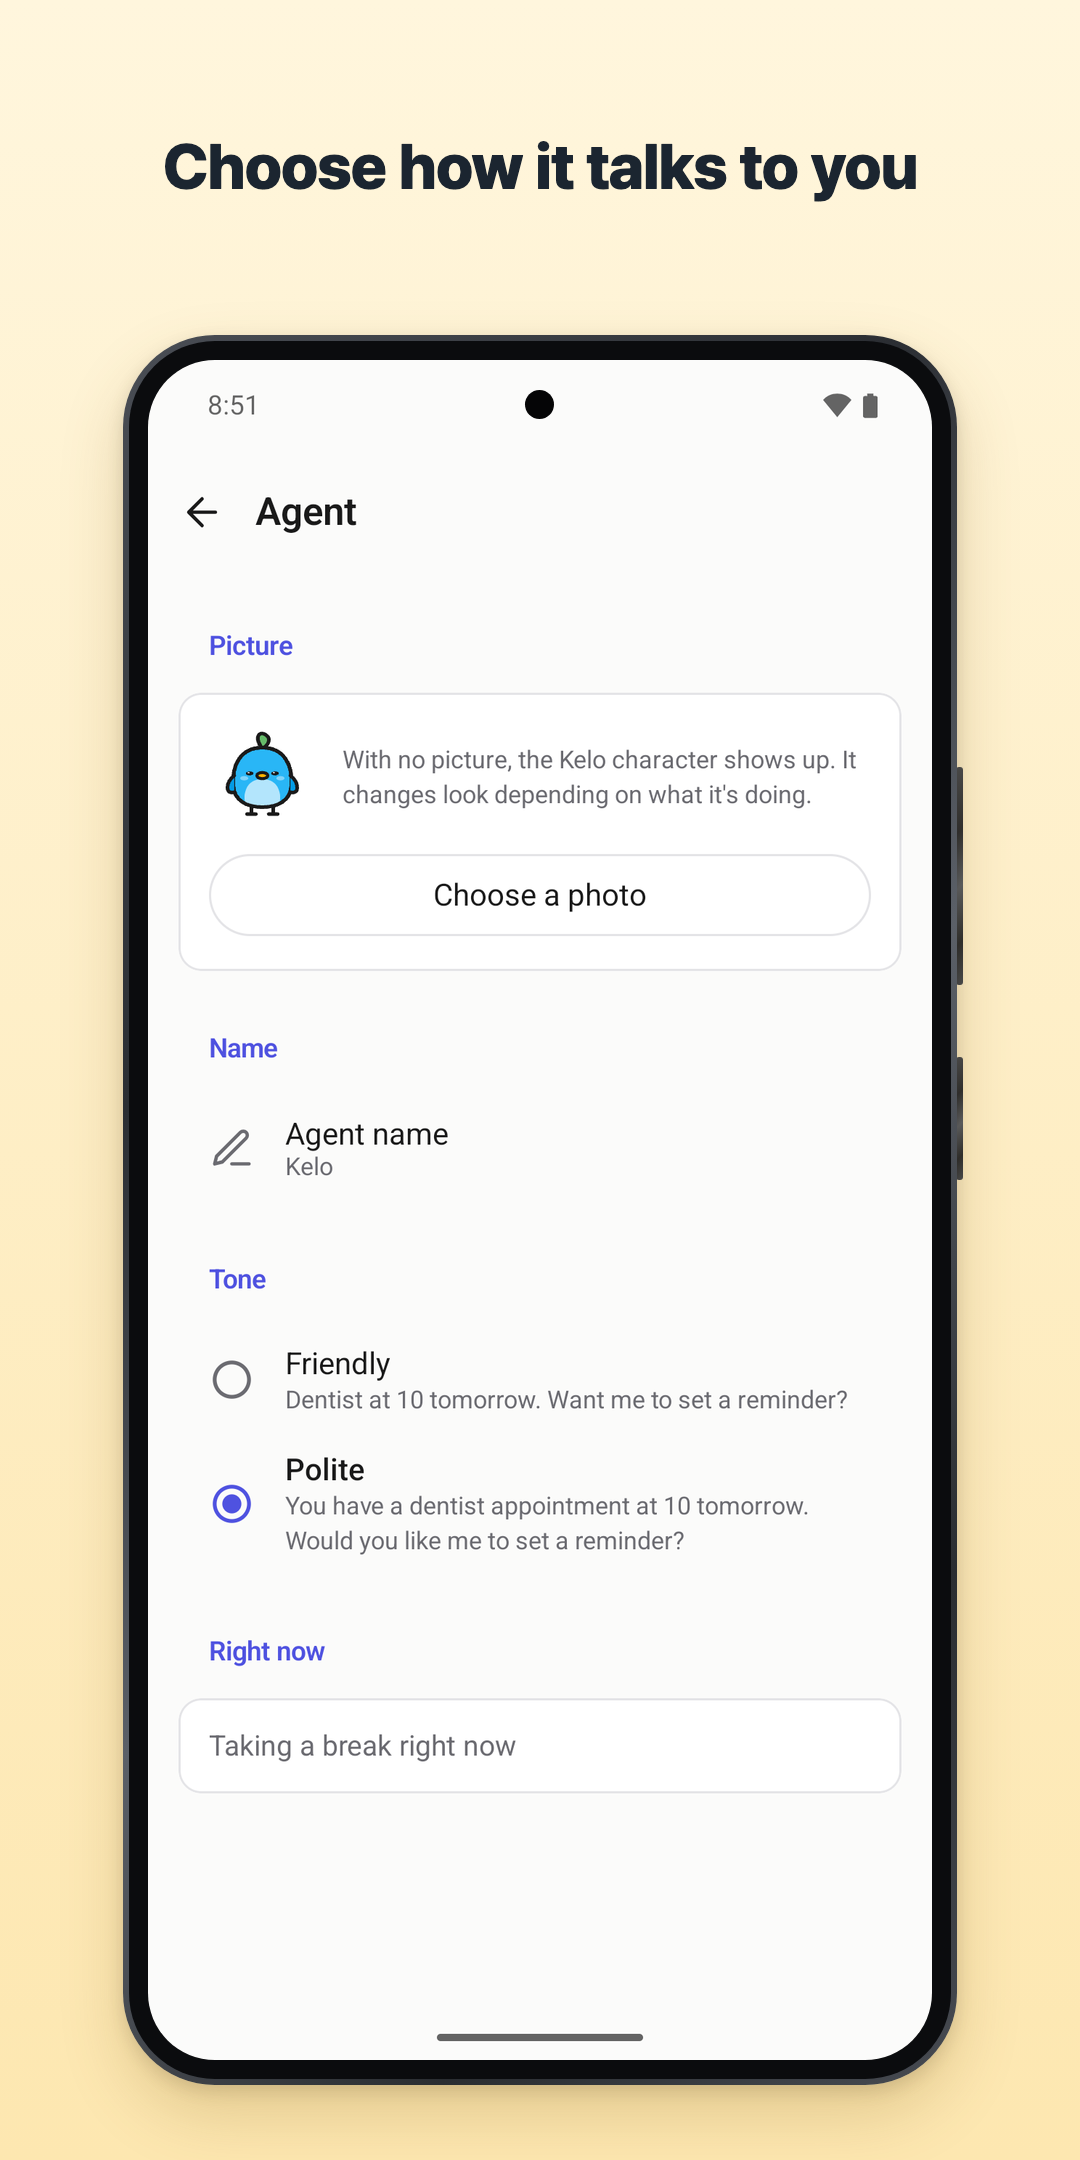 Choose how it talks to you
8:51
Agent
Picture
With no picture, the Kelo character shows up. It
changes look depending on what it's doing.
Choose a photo
Name
Agent name
Kelo
Tone
Friendly
Dentist at 10 tomorrow. Want me to set a reminder?
Polite
You have a dentist appointment at 10 tomorrow.
Would you like me to set a reminder?
Right now
Taking a break right now